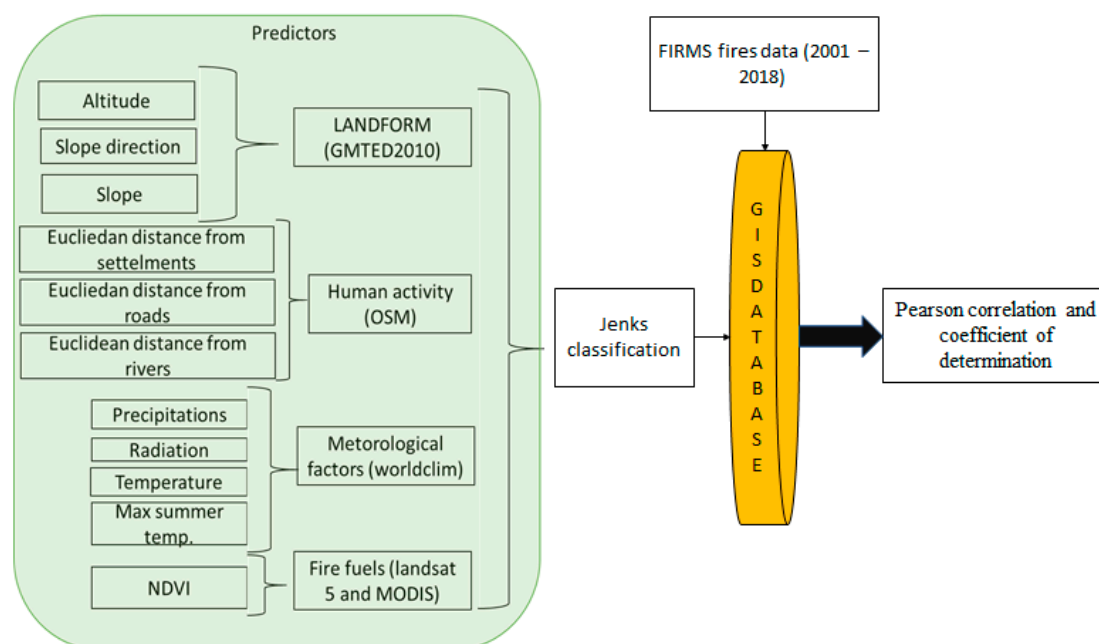 Predictors
Altitude
Slope direction
Slope
LANDFORM
(GMTED2010)
Eucliedan distance from
settelments
Eucliedan distance from
roads
Euclidean distance from
rivers
Human activity
(OSM)
Precipitations
Radiation
Temperature
Max summer
temp.
Metorological
factors (worldclim)
NDVI
Fire fuels (landsat
5 and MODIS)
Jenks
classification
FIRMS fires data (2001 –
2018)
GISDATABASE
Pearson correlation and
coefficient of
determination